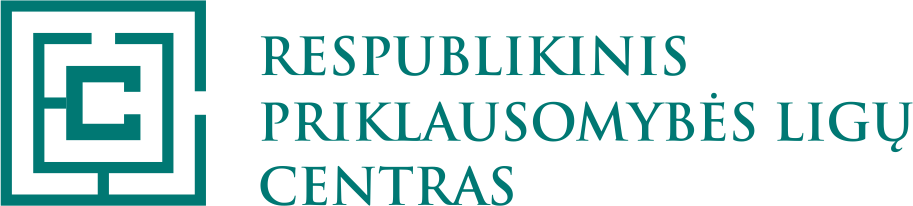 RESPUBLIKINIS
PRIKLAUSOMYBĖS LIGŲ
CENTRAS